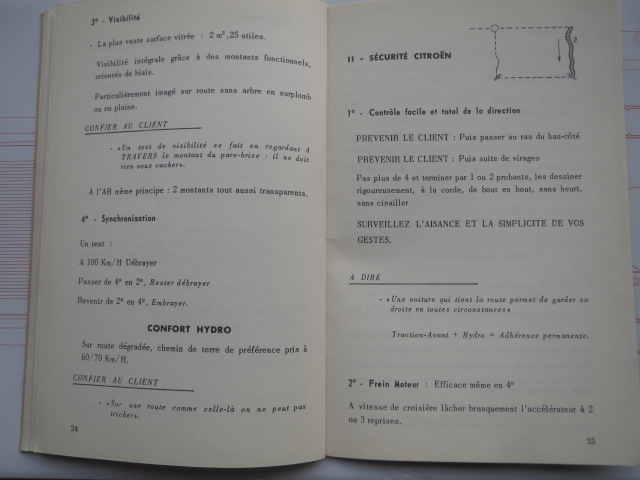 3° - Visibilité
- La plus vaste surface vitrée : 2 m²,25 utiles.
Visibilité intégrale grâce à des montants fonctionnels,
orientés de biais.
Particulièrement imagé sur route sans arbre en surplomb
ou en plaine.
CONFIER AU CLIENT
- «Un test de visibilité se fait en regardant A
TRAVERS le montant du pare-brise : il ne doit
rien vous cacher».
A l'AR même principe : 2 montants tout aussi transparents.
4° - Synchronisation
Un test :
A 100 Km/H Débrayer
Passer de 4° en 2°, Rester débrayer
Revenir de 2° en 4°, Embrayer.
CONFORT HYDRO
Sur route dégradée, chemin de terre de préférence pris à
60/70 Km/H.
CONFIER AU CLIENT
- «Sur une route comme celle-là on ne peut pas
tricher».
24
2
II - SÉCURITÉ CITROËN
1° - Contrôle facile et total de la direction
PREVENIR LE CLIENT : Puis passer au ras du bas-côté
PREVENIR LE CLIENT : Puis suite de virages
Pas plus de 4 et terminer par 1 ou 2 probants, les dessiner
rigoureusement, à la corde, de bout en bout, sans heurt,
sans cisailler
SURVEILLEZ L'AISANCE ET LA SIMPLICITE DE VOS
GESTES.
A DIRE
- «Une voiture qui tient la route permet de garder sa
droite en toutes circonstances»
Traction-Avant + Hydro = Adhérence permanente.
2° - Frein Moteur : Efficace même en 4°
A vitesse de croisière lâcher brusquement l'accélérateur à 2
ou 3 reprises.
25